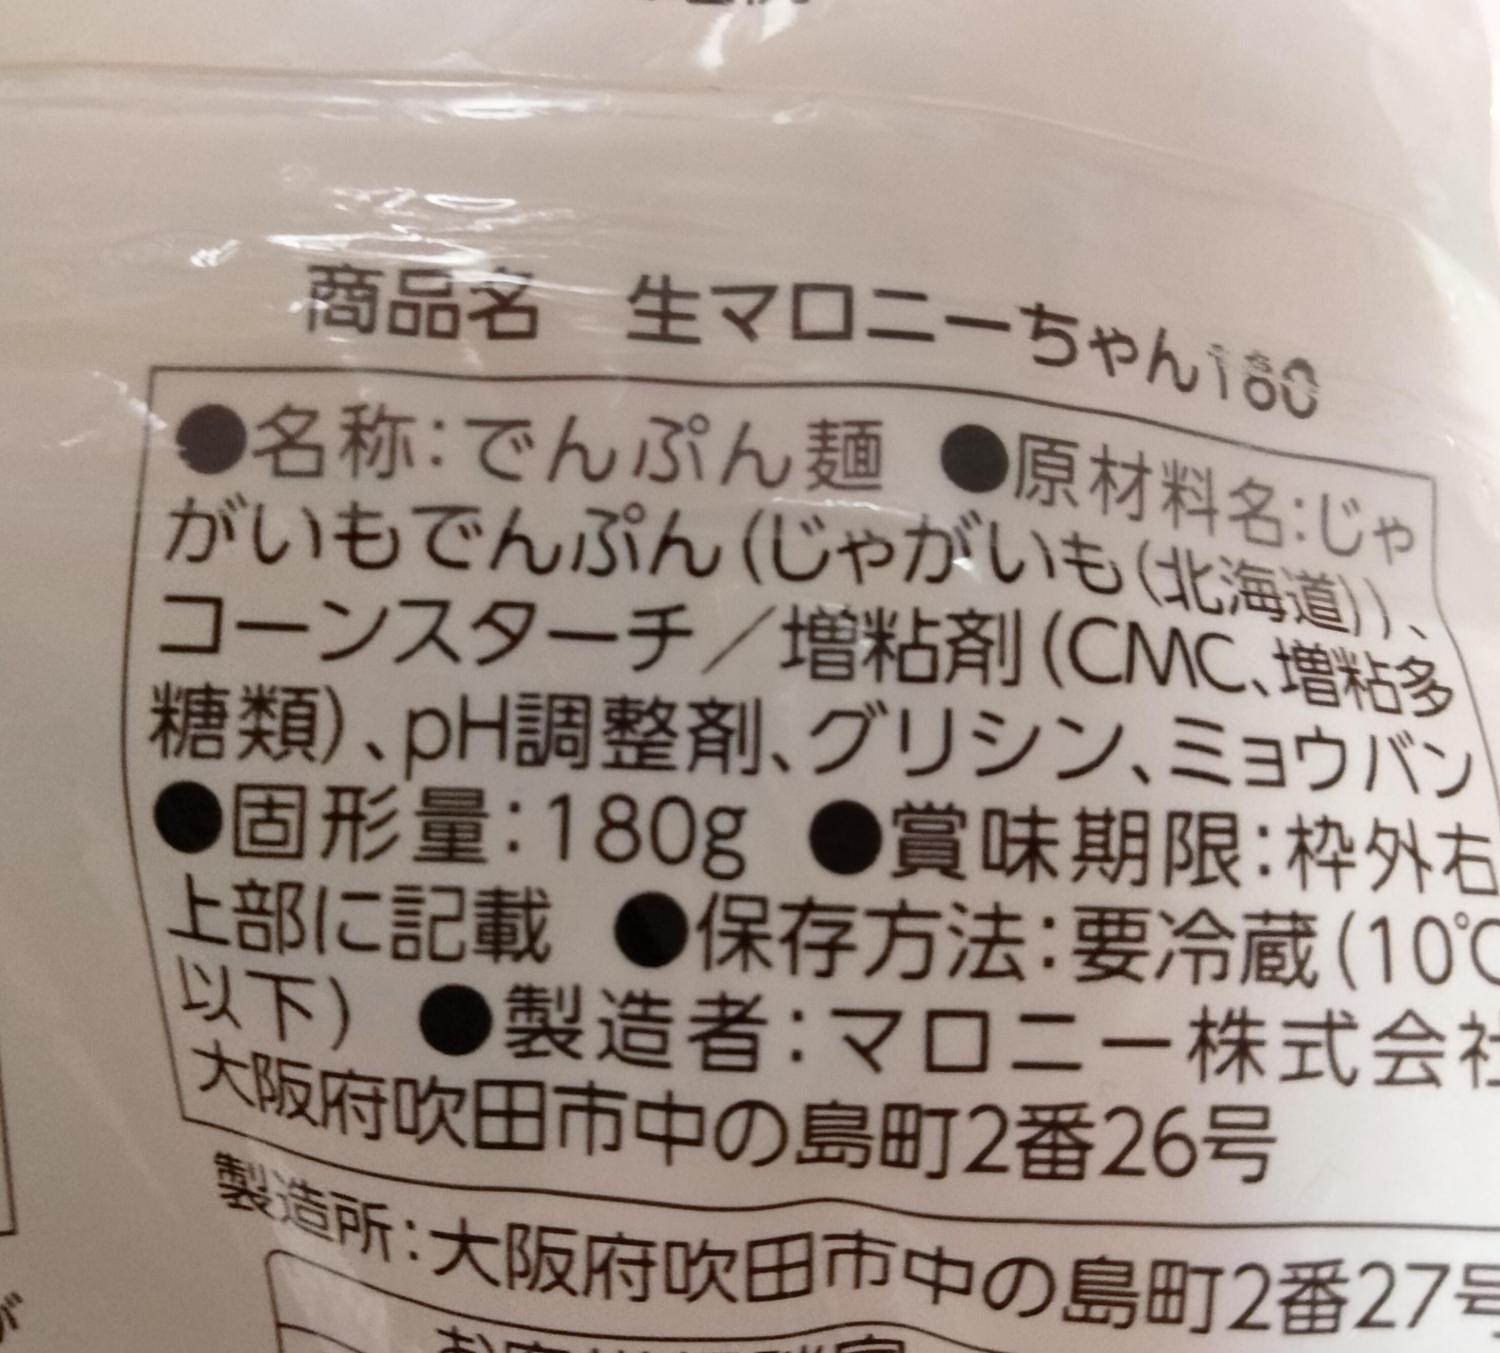 商品名 生マロニーちゃん180
●名称:でんぷん麺 ●原材料名:じゃ
がいもでんぷん(じゃがいも(北海道))、
コーンスターチ/増粘剤(CMC、増粘多
糖類)、pH調整剤、グリシン、ミョウバン
●固形量:180g ●賞味期限:枠外右
上部に記載 ●保存方法:要冷蔵(10℃
以下) ●製造者:マロニー株式会社
大阪府吹田市中の島町2番26号
製造所:大阪府吹田市中の島町2番27号
が